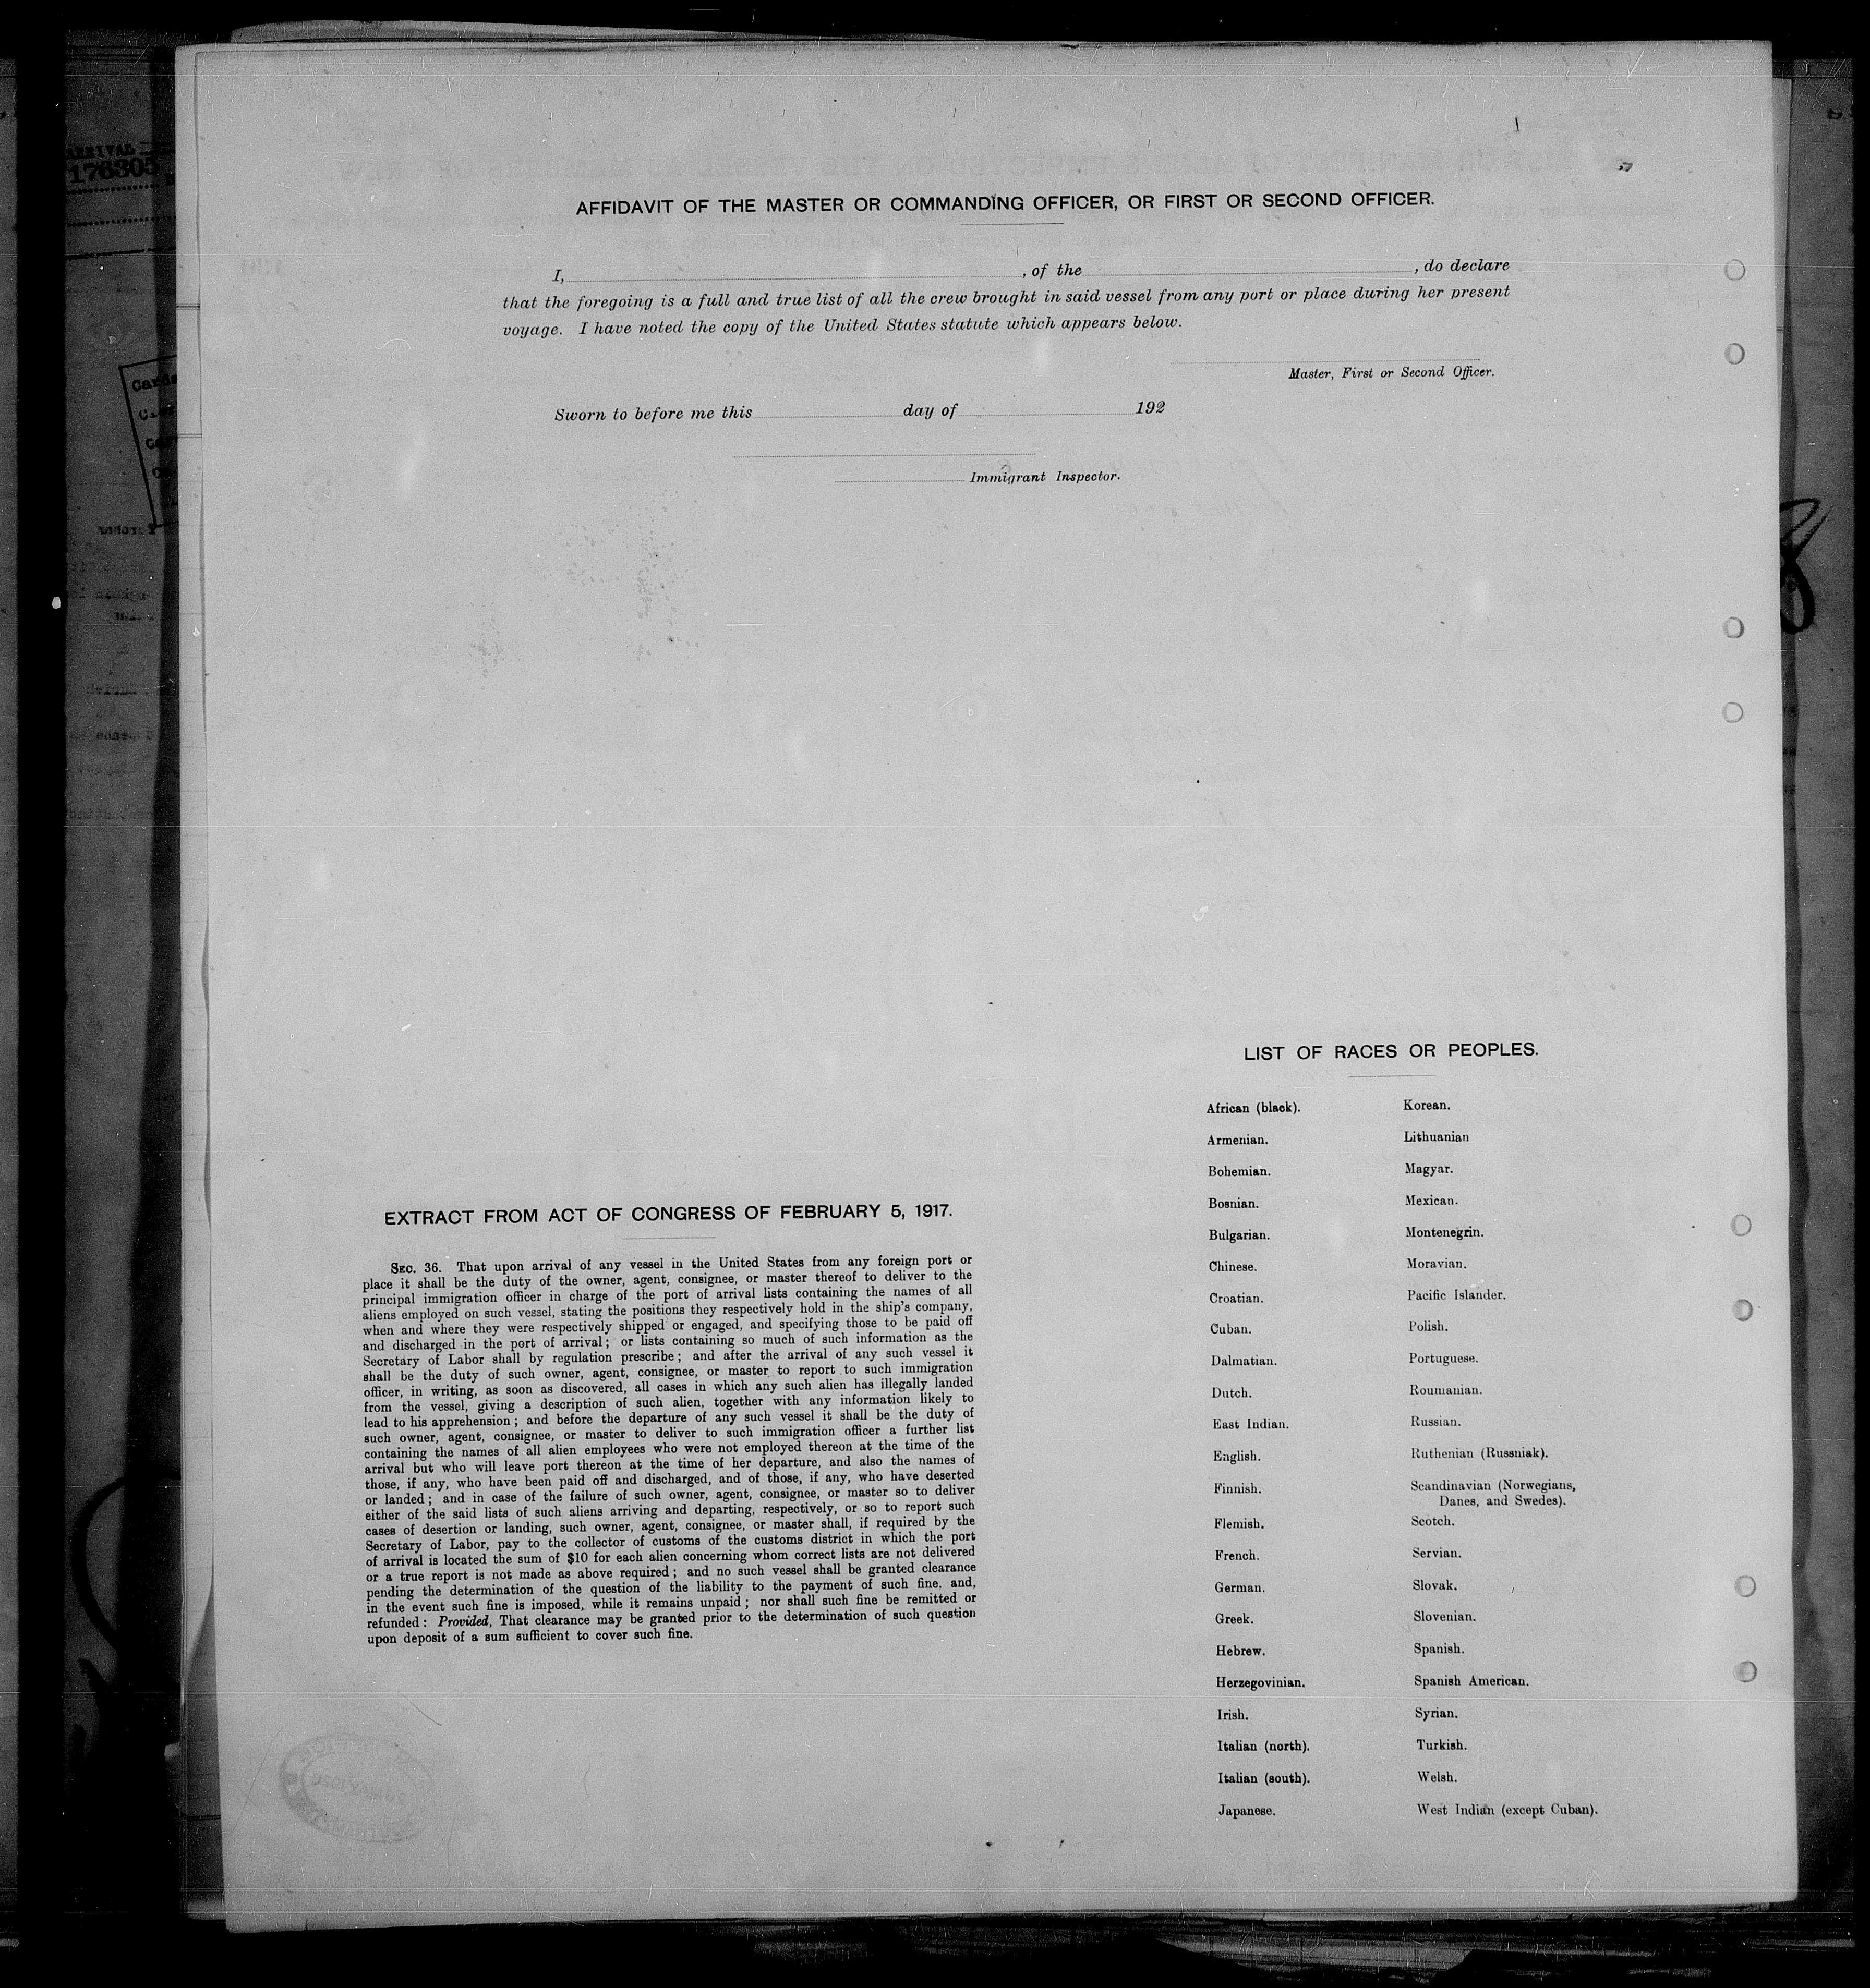 ARRIVAL
176305
AFFIDAVIT OF THE MASTER OR COMMANDING OFFICER, OR FIRST OR SECOND OFFICER.
I, , of the , do declare
that the foregoing is a full and true list of all the crew brought in said vessel from any port or place during her present
voyage. I have noted the copy of the United States statute which appears below.
Master, First or Second Officer.
Sworn to before me this day of 192
Immigrant Inspector.
EXTRACT FROM ACT OF CONGRESS OF FEBRUARY 5, 1917.
SEC. 36. That upon arrival of any vessel in the United States from any foreign port or
place it shall be the duty of the owner, agent, consignee, or master thereof to deliver to the
principal immigration officer in charge of the port of arrival lists containing the names of all
aliens employed on such vessel, stating the positions they respectively hold in the ship's company,
when and where they were respectively shipped or engaged, and specifying those to be paid off
and discharged in the port of arrival; or lists containing so much of such information as the
Secretary of Labor shall by regulation prescribe; and after the arrival of any such vessel it
shall be the duty of such owner, agent, consignee, or master to report to such immigration
officer, in writing, as soon as discovered, all cases in which any such alien has illegally landed
from the vessel, giving a description of such alien, together with any information likely to
lead to his apprehension; and before the departure of any such vessel it shall be the duty of
such owner, agent, consignee, or master to deliver to such immigration officer a further list
containing the names of all alien employees who were not employed thereon at the time of the
arrival but who will leave port thereon at the time of her departure, and also the names of
those, if any, who have been paid off and discharged, and of those, if any, who have deserted
or landed; and in case of the failure of such owner, agent, consignee, or master so to deliver
either of the said lists of such aliens arriving and departing, respectively, or so to report such
cases of desertion or landing, such owner, agent, consignee, or master shall, if required by the
Secretary of Labor, pay to the collector of customs of the customs district in which the port
of arrival is located the sum of $10 for each alien concerning whom correct lists are not delivered
or a true report is not made as above required; and no such vessel shall be granted clearance
pending the determination of the question of the liability to the payment of such fine, and,
in the event such fine is imposed, while it remains unpaid; nor shall such fine be remitted or
refunded: Provided, That clearance may be granted prior to the determination of such question
upon deposit of a sum sufficient to cover such fine.
LIST OF RACES OR PEOPLES.
African (black).
Armenian.
Bohemian.
Bosnian.
Bulgarian.
Chinese.
Croatian.
Cuban.
Dalmatian.
Dutch.
East Indian.
English.
Finnish.
Flemish.
French.
German.
Greek.
Hebrew.
Herzegovinian.
Irish.
Italian (north).
Italian (south).
Japanese.
Korean.
Lithuanian
Magyar.
Mexican.
Montenegrin.
Moravian.
Pacific Islander.
Polish.
Portuguese.
Roumanian.
Russian.
Ruthenian (Russniak).
Scandinavian (Norwegians,
Danes, and Swedes).
Scotch.
Servian.
Slovak.
Slovenian.
Spanish.
Spanish American.
Syrian.
Turkish.
Welsh.
West Indian (except Cuban).